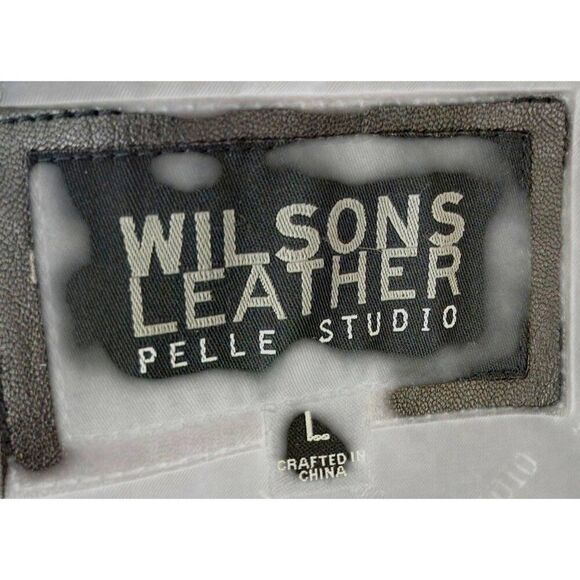 WILSONS
LEATHER
PELLE STUDIO
L
CRAFTED IN
CHINA